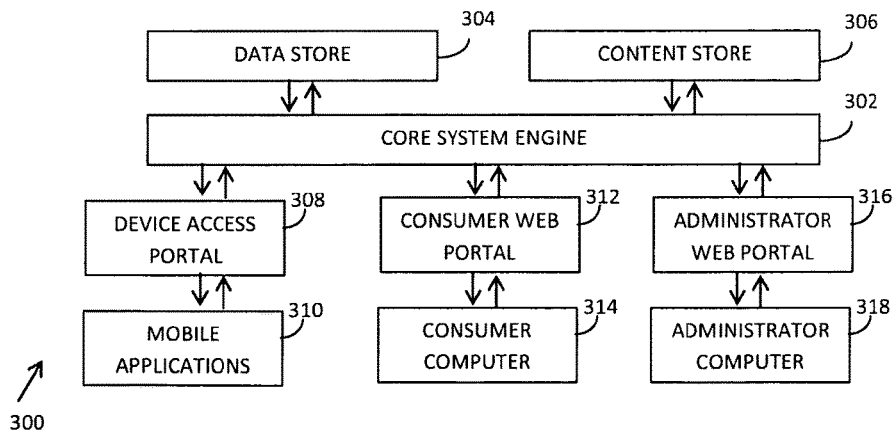 304
306
DATA STORE
CONTENT STORE
302
CORE SYSTEM ENGINE
308
312
316
DEVICE ACCESS
PORTAL
CONSUMER WEB
PORTAL
ADMINISTRATOR
WEB PORTAL
310
314
318
MOBILE
APPLICATIONS
CONSUMER
COMPUTER
ADMINISTRATOR
COMPUTER
300